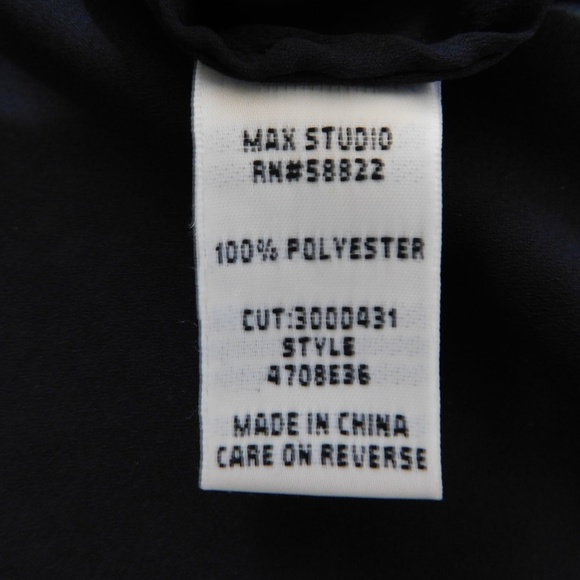 MAX STUDIO
RN#58822
100% POLYESTER
CUT:3000431
STYLE
4708E36
MADE IN CHINA
CARE ON REVERSE